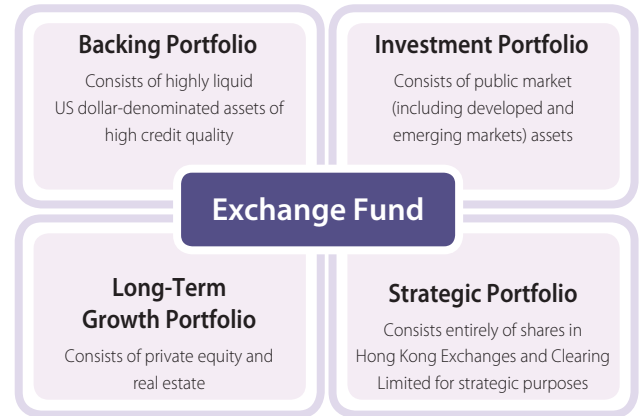 Backing Portfolio
Consists of highly liquid
US dollar-denominated assets of
high credit quality
Investment Portfolio
Consists of public market
(including developed and
emerging markets) assets
Exchange Fund
Long-Term
Growth Portfolio
Consists of private equity and
real estate
Strategic Portfolio
Consists entirely of shares in
Hong Kong Exchanges and Clearing
Limited for strategic purposes